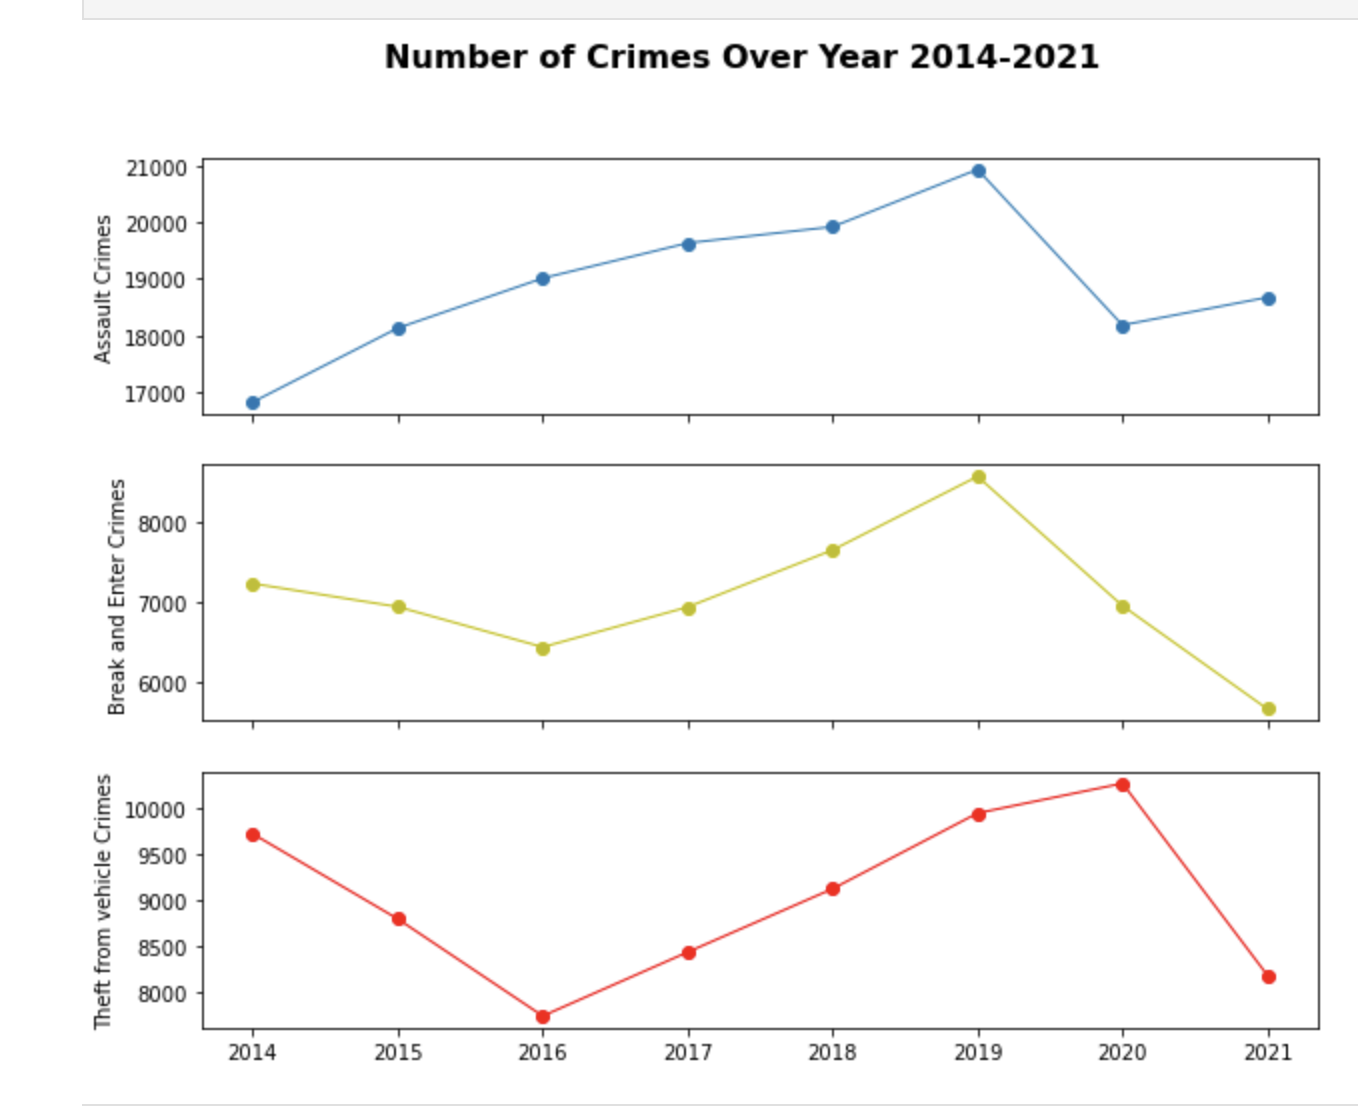 Number of Crimes Over Year 2014-2021
Assault Crimes
21000
20000
19000
18000
17000
Break and Enter Crimes
8000
7000
6000
Theft from vehicle Crimes
10000
9500
9000
8500
8000
2014 2015 2016 2017 2018 2019 2020 2021